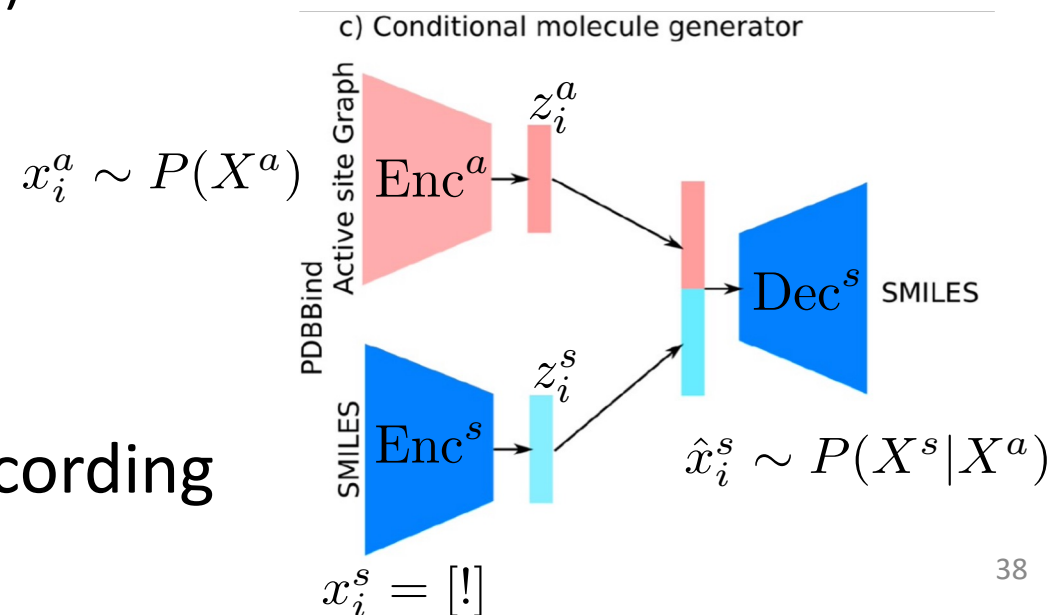 )
c) Conditional molecule generator
x_i^a ∼ P(X^a)
Active site Graph
Enc^a
z_i^a
PDBBind
Dec^s
SMILES
SMILES
Enc^s
z_i^s
x̂_i^s ∼ P(X^s|X^a)
cording
x_i^s = [!]
38